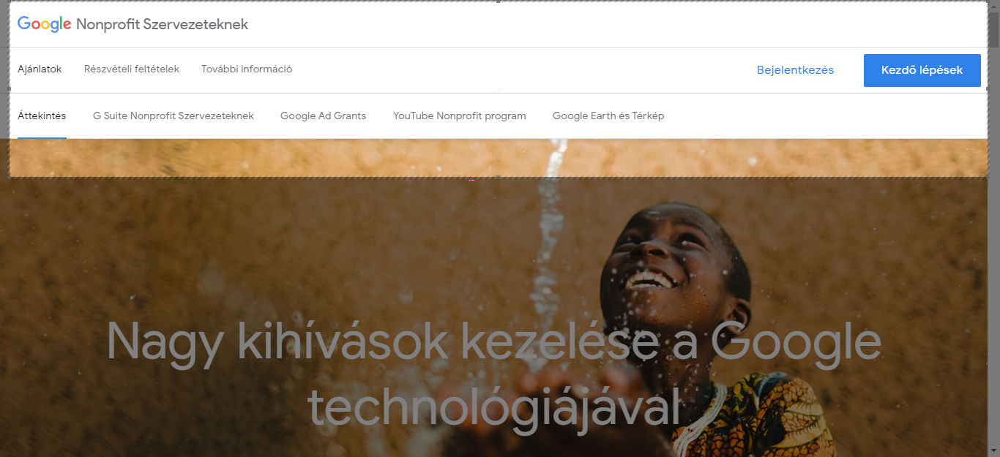 Google Nonprofit Szervezeteknek
Ajánlatok Részvételi feltételek További információ Bejelentkezés Kezdő lépések
Áttekintés G Suite Nonprofit Szervezeteknek Google Ad Grants YouTube Nonprofit program Google Earth és Térkép
Nagy kihívások kezelése a Google
technológiájával